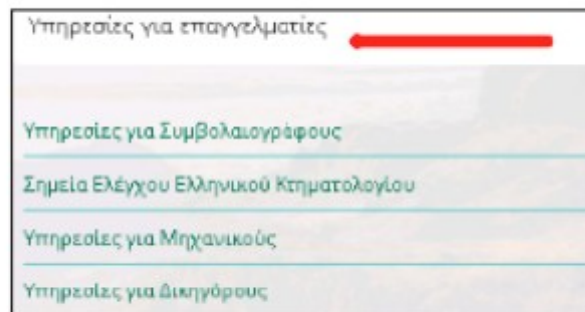 Υπηρεσίες για επαγγελματίες
Υπηρεσίες για Συμβολαιογράφους
Σημεία Ελέγχου Ελληνικού Κτηματολογίου
Υπηρεσίες για Μηχανικούς
Υπηρεσίες για Δικηγόρους